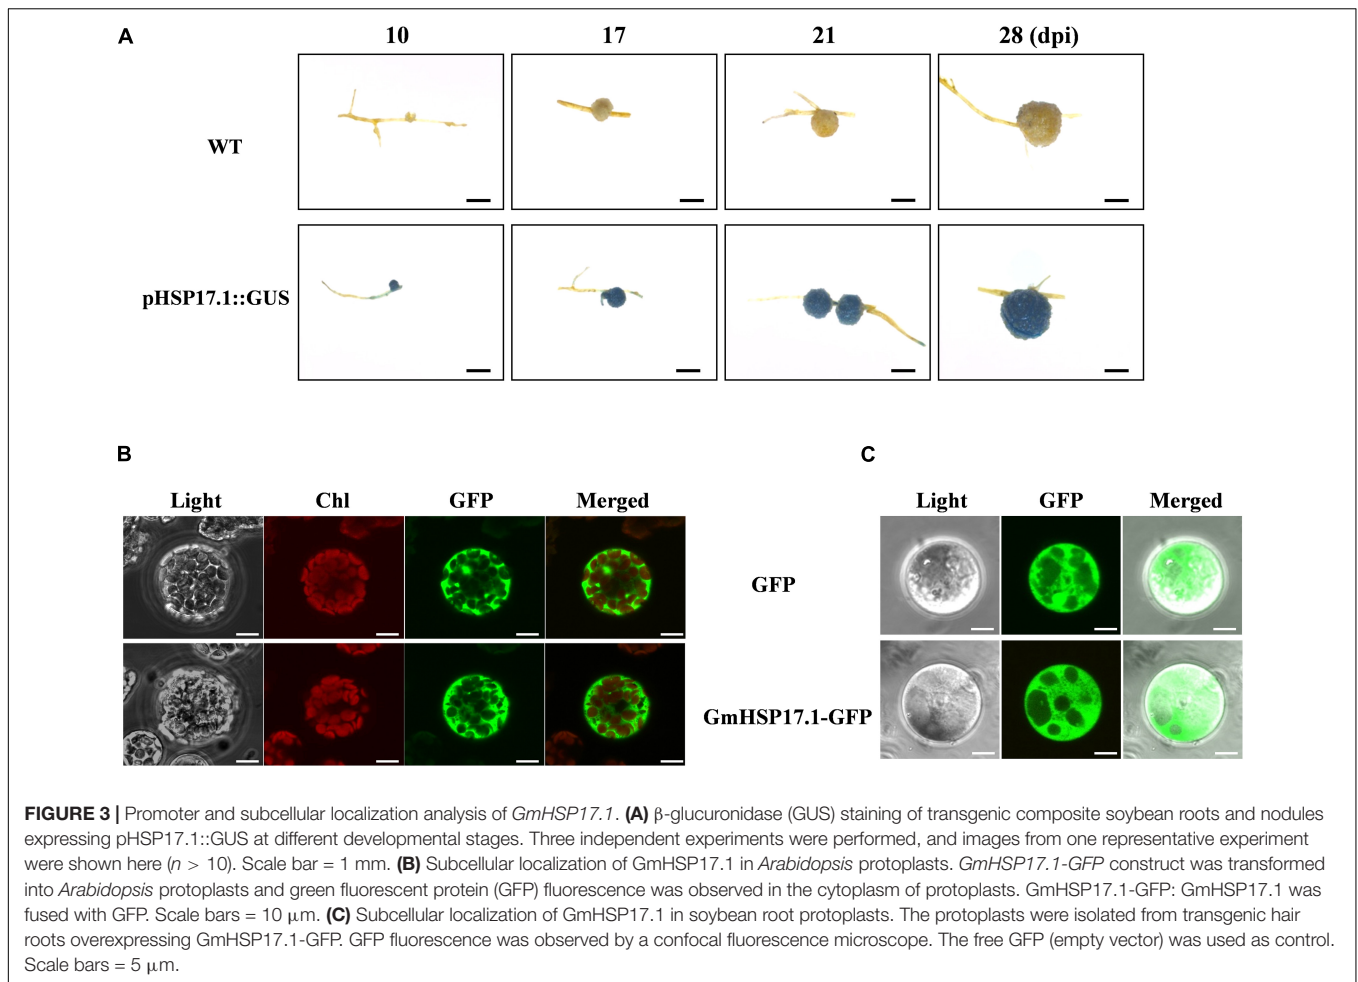 A
10 17 21 28 (dpi)
WT
pHSP17.1::GUS
B
Light Chl GFP Merged
C
Light GFP Merged
GFP
GmHSP17.1-GFP
FIGURE 3 | Promoter and subcellular localization analysis of GmHSP17.1. (A) β-glucuronidase (GUS) staining of transgenic composite soybean roots and nodules
expressing pHSP17.1::GUS at different developmental stages. Three independent experiments were performed, and images from one representative experiment
were shown here (n > 10). Scale bar = 1 mm. (B) Subcellular localization of GmHSP17.1 in Arabidopsis protoplasts. GmHSP17.1-GFP construct was transformed
into Arabidopsis protoplasts and green fluorescent protein (GFP) fluorescence was observed in the cytoplasm of protoplasts. GmHSP17.1-GFP: GmHSP17.1 was
fused with GFP. Scale bars = 10 μm. (C) Subcellular localization of GmHSP17.1 in soybean root protoplasts. The protoplasts were isolated from transgenic hair
roots overexpressing GmHSP17.1-GFP. GFP fluorescence was observed by a confocal fluorescence microscope. The free GFP (empty vector) was used as control.
Scale bars = 5 μm.